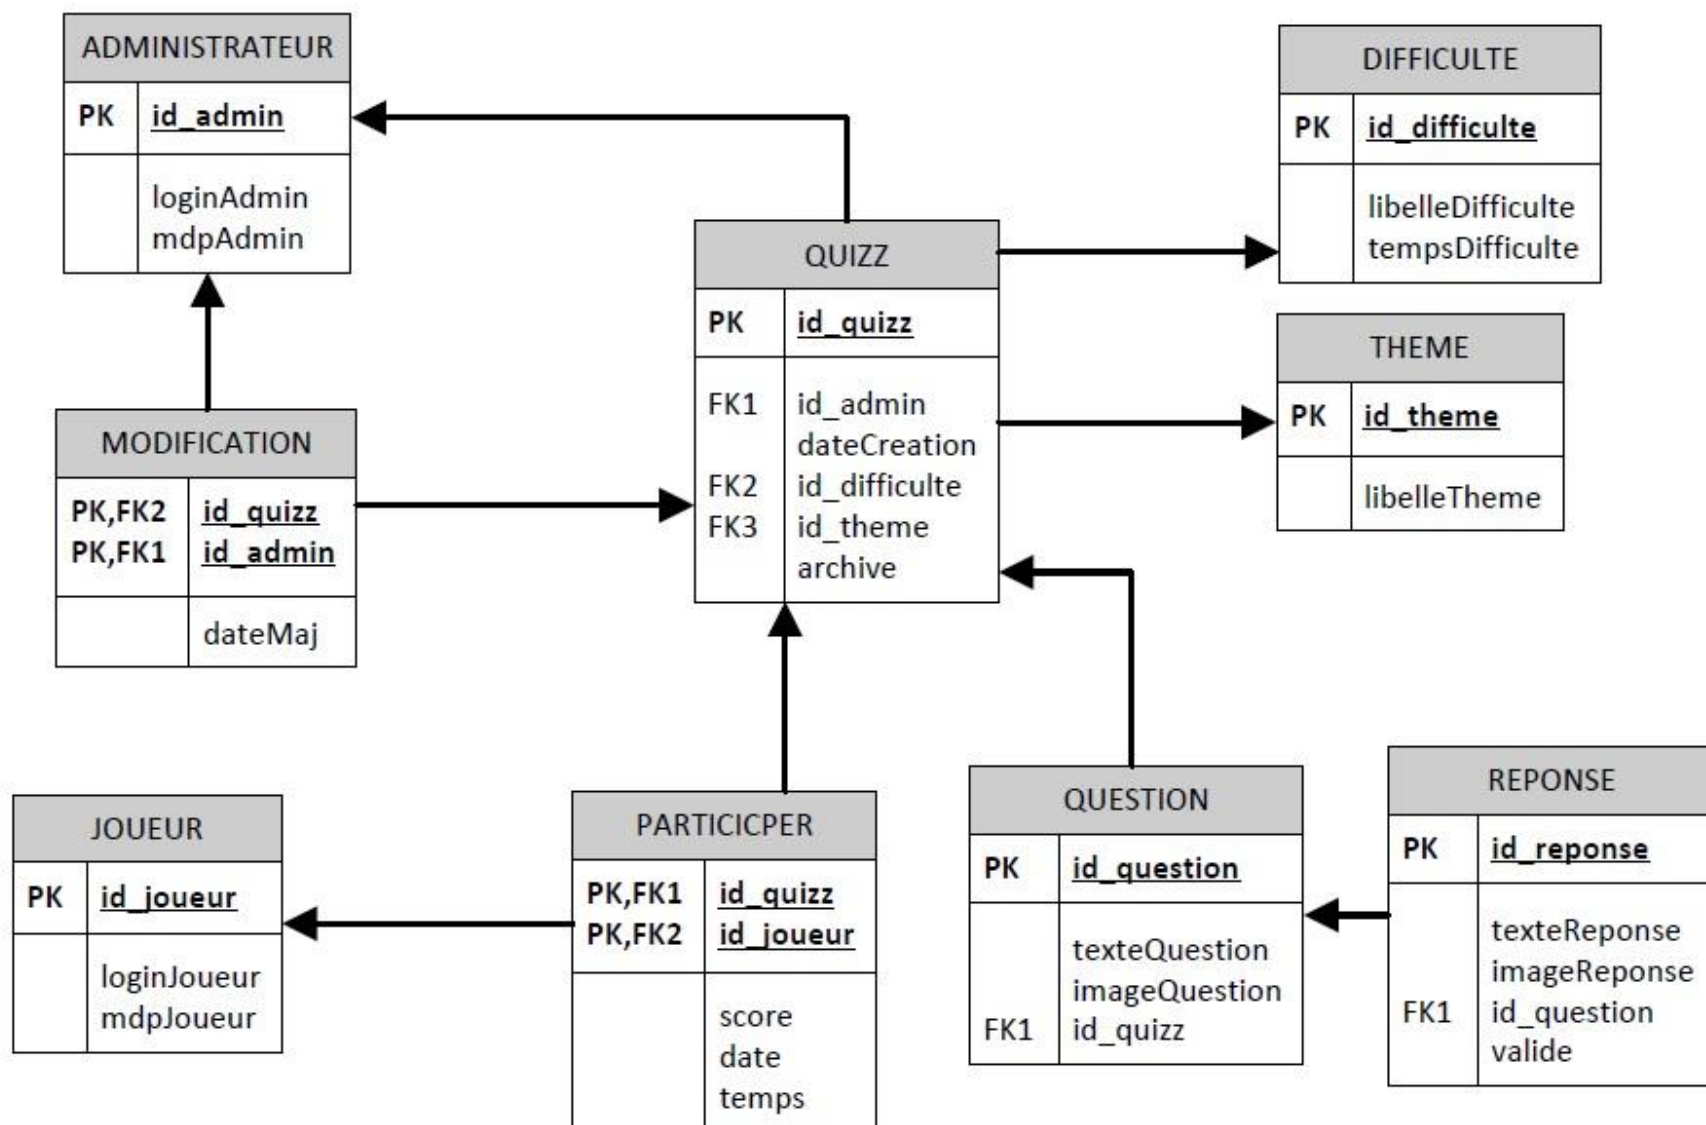 ADMINISTRATEUR
PK id_admin
loginAdmin
mdpAdmin
DIFFICULTE
PK id_difficulte
libelleDifficulte
tempsDifficulte
QUIZZ
PK id_quizz
FK1 id_admin
dateCreation
FK2 id_difficulte
FK3 id_theme
archive
THEME
PK id_theme
libelleTheme
MODIFICATION
PK,FK2 id_quizz
PK,FK1 id_admin
dateMaj
JOUEUR
PK id_joueur
loginJoueur
mdpJoueur
PARTICICPER
PK,FK1 id_quizz
PK,FK2 id_joueur
score
date
temps
QUESTION
PK id_question
texteQuestion
imageQuestion
FK1 id_quizz
REPONSE
PK id_reponse
texteReponse
imageReponse
FK1 id_question
valide